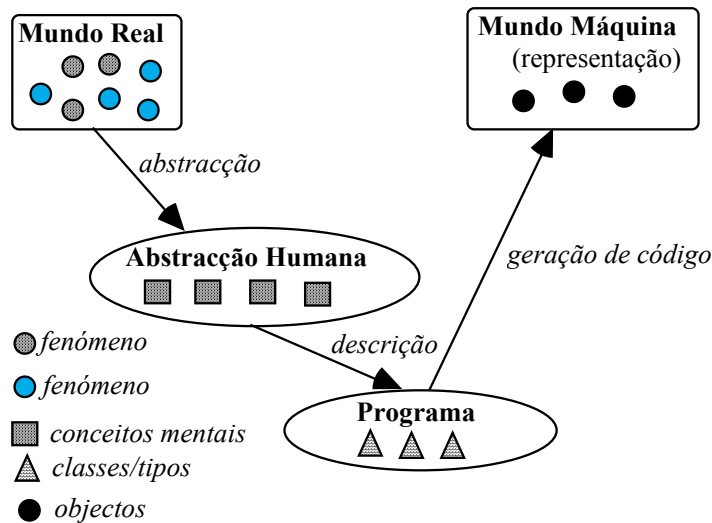 Mundo Real
Mundo Máquina
(representação)
abstracção
Abstracção Humana
geração de código
descrição
fenómeno
fenómeno
Programa
conceitos mentais
classes/tipos
objectos